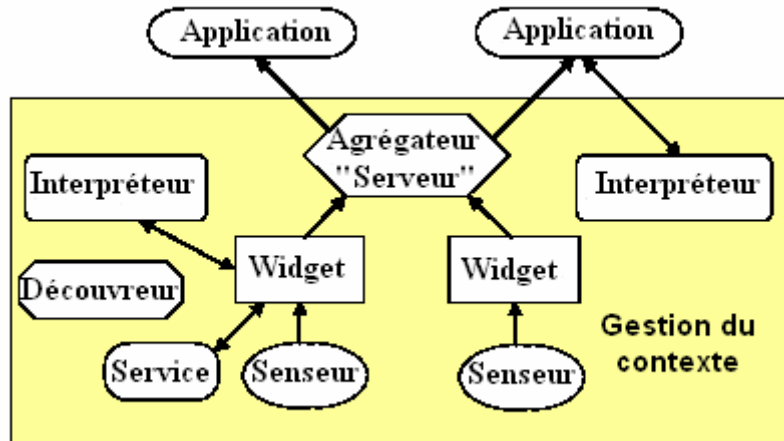 Application
Application
Agrégateur
"Serveur"
Interpréteur
Interpréteur
Widget
Widget
Découvreur
Gestion du
contexte
Service
Senseur
Senseur